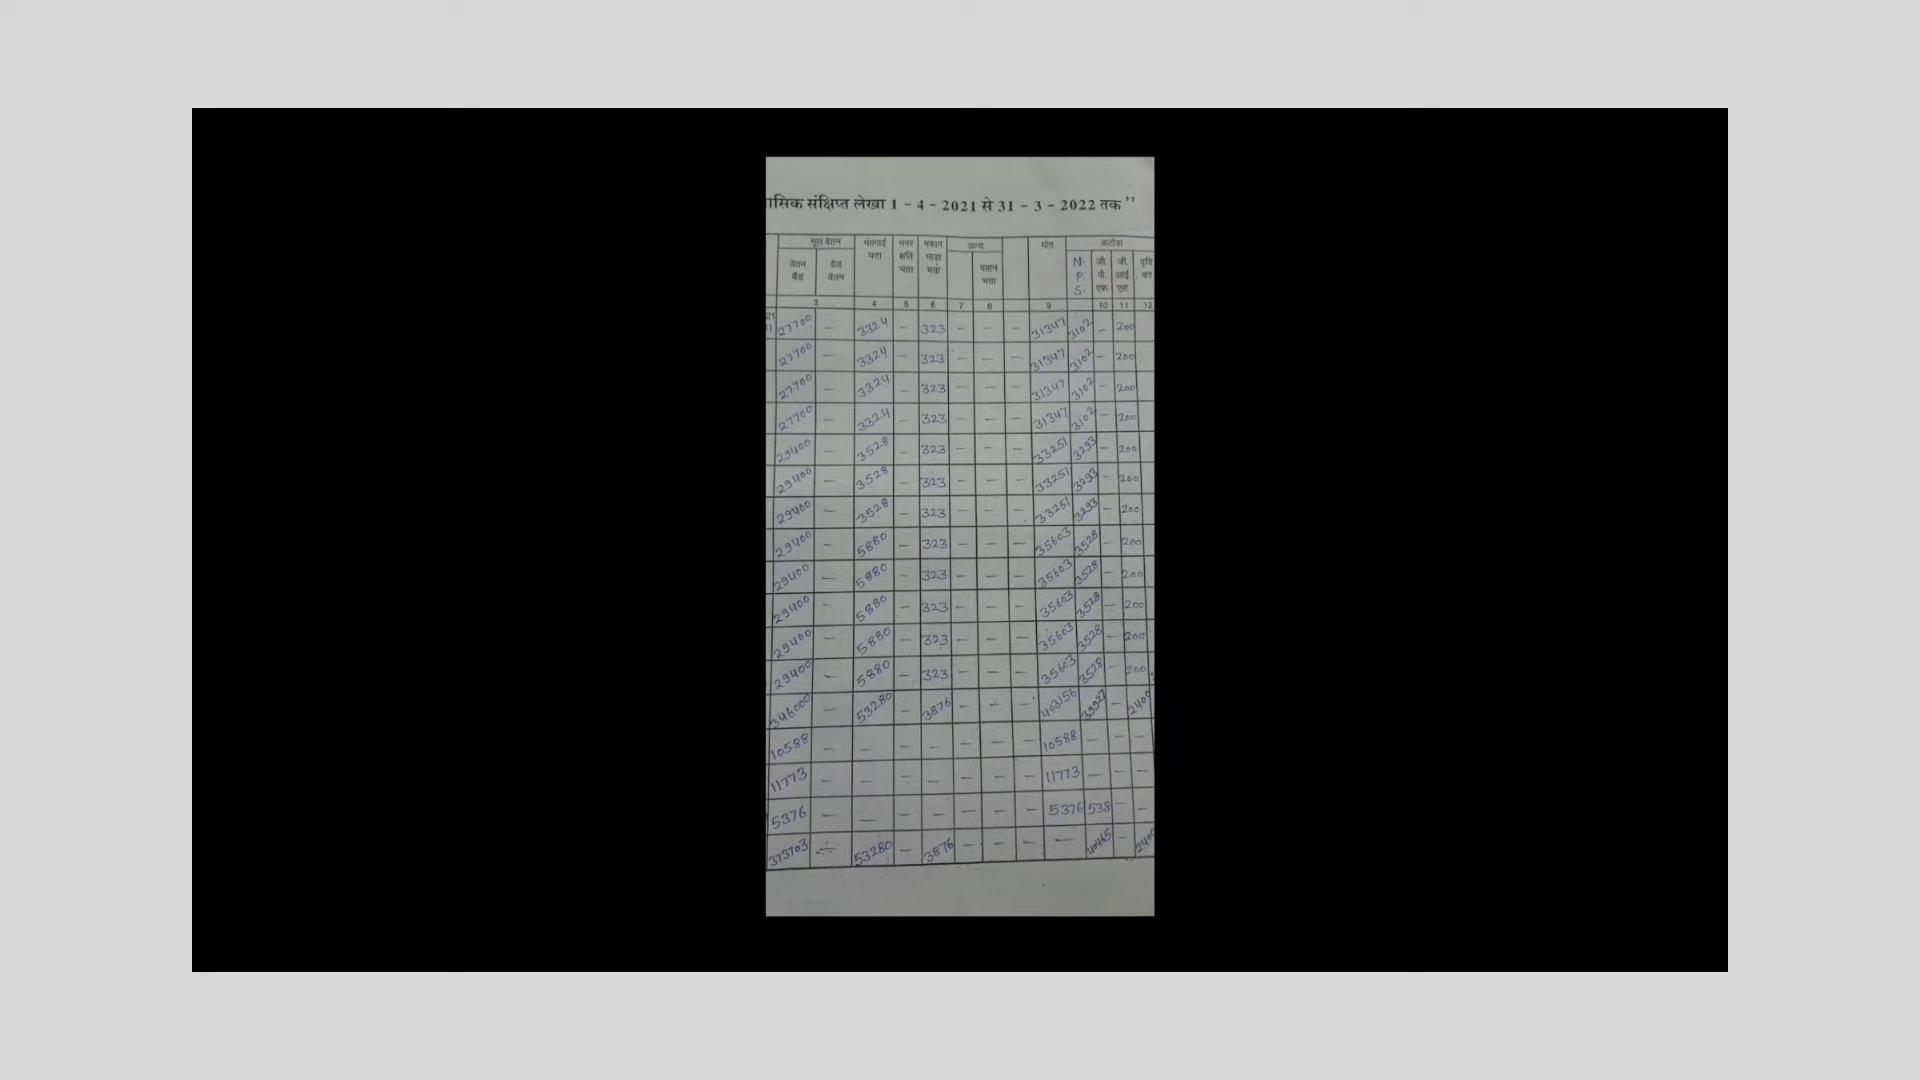 ासिक संक्षिप्त लेखा 1 - 4 - 2021 से 31 - 3 - 2022 तक”
मूल वेतन मंहगाई भत्ता नगर क्षति भत्ता मकान भाड़ा भत्ता अन्य योग कटोत्रा
वेतन बैंड ग्रेड वेतन वाहन भत्ता N.P.S. जी.पी.एफ. जी.आई.एस. वृत्ति कर
3 4 5 6 7 8 9 10 11 12
27700 — 3324 — 323 — — — 31347 3102 — 200
27700 — 3324 — 323 — — — 31347 3102 — 200
27700 — 3324 — 323 — — — 31347 3102 — 200
27700 — 3324 — 323 — — — 31347 3102 — 200
29400 — 3528 — 323 — — — 33251 3293 — 200
29400 — 3528 — 323 — — — 33251 3293 — 200
29400 — 3528 — 323 — — — 33251 3293 — 200
29400 — 5880 — 323 — — — 35603 3528 — 200
29400 — 5880 — 323 — — — 35603 3528 — 200
29400 — 5880 — 323 — — — 35603 3528 — 200
29400 — 5880 — 323 — — — 35603 3528 — 200
29400 — 5880 — 323 — — — 35603 3528 — 200
346000 — 53280 — 3876 — — — 403156 39927 — 2400
10588 — — — — — — — 10588 — — —
11773 — — — — — — — 11773 — — —
5376 — — — — — — — 5376 538 — —
373703 — 53280 — 3876 — — — — 40465 — 2400